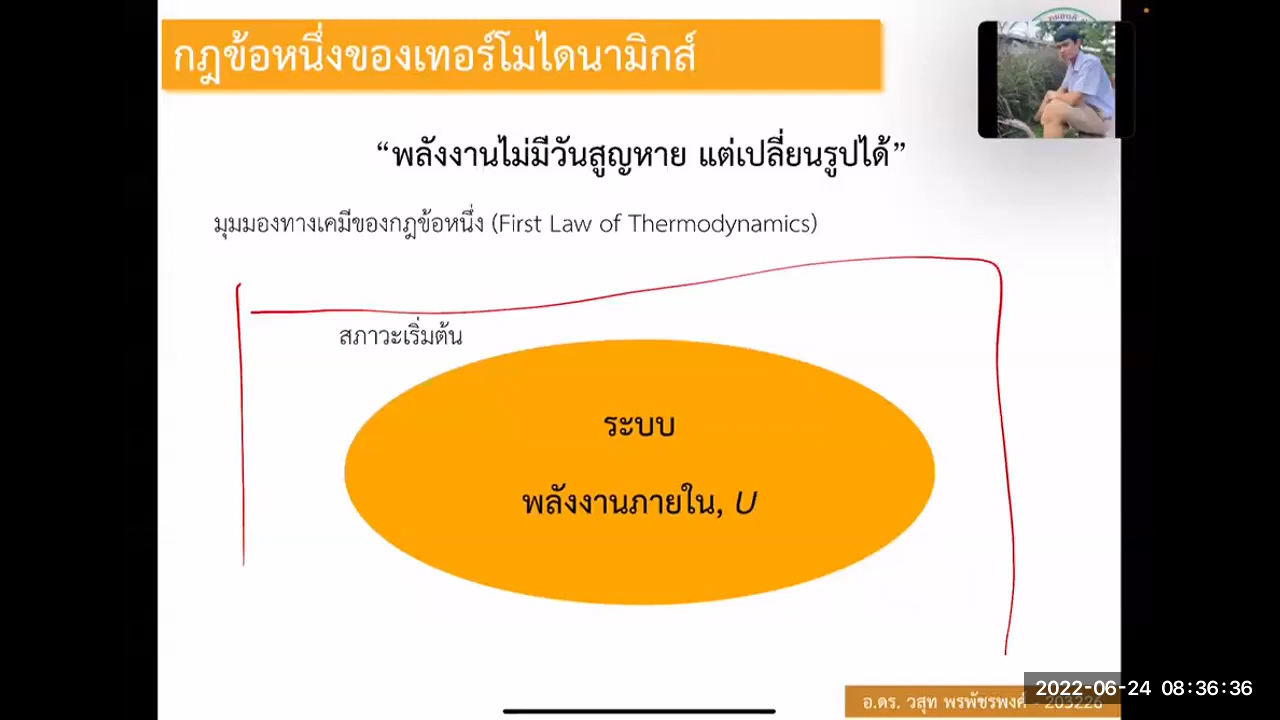 กฎข้อหนึ่งของเทอร์โมไดนามิกส์
“พลังงานไม่มีวันสูญหาย แต่เปลี่ยนรูปได้”
มุมมองทางเคมีของกฎข้อหนึ่ง (First Law of Thermodynamics)
สภาวะเริ่มต้น
ระบบ
พลังงานภายใน, U
2022-06-24 08:36:36
อ.ดร. วสุท พรพัชรพงศ์ - 203226